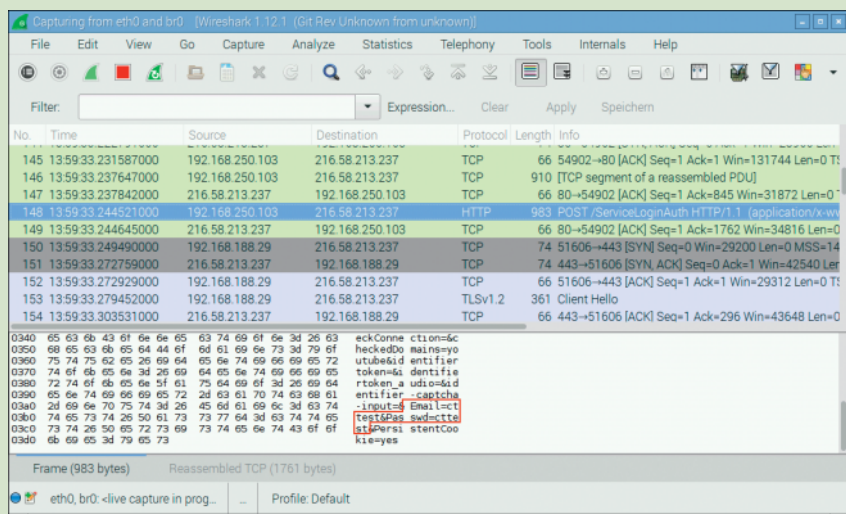 Capturing from eth0 and br0 [Wireshark 1.12.1 (Git Rev Unknown from unknown)]
File Edit View Go Capture Analyze Statistics Telephony Tools Internals Help
Filter: Expression... Clear Apply Speichern
No. Time Source Destination Protocol Length Info
145 13:59:33.231587000 192.168.250.103 216.58.213.237 TCP 66 54902→80 [ACK] Seq=1 Ack=1 Win=131744 Len=0 TS
146 13:59:33.237647000 192.168.250.103 216.58.213.237 TCP 910 [TCP segment of a reassembled PDU]
147 13:59:33.237842000 216.58.213.237 192.168.250.103 TCP 66 80→54902 [ACK] Seq=1 Ack=845 Win=31872 Len=0
148 13:59:33.244521000 192.168.250.103 216.58.213.237 HTTP 983 POST /ServiceLoginAuth HTTP/1.1 (application/x-ww
149 13:59:33.244645000 216.58.213.237 192.168.250.103 TCP 66 80→54902 [ACK] Seq=1 Ack=1762 Win=34816 Len=0
150 13:59:33.249490000 192.168.188.29 216.58.213.237 TCP 74 51606→443 [SYN] Seq=0 Win=29200 Len=0 MSS=14
151 13:59:33.272759000 216.58.213.237 192.168.188.29 TCP 74 443→51606 [SYN, ACK] Seq=0 Ack=1 Win=42540 Len
152 13:59:33.272929000 192.168.188.29 216.58.213.237 TCP 66 51606→443 [ACK] Seq=1 Ack=1 Win=29312 Len=0 TS
153 13:59:33.279452000 192.168.188.29 216.58.213.237 TLSv1.2 361 Client Hello
154 13:59:33.303531000 216.58.213.237 192.168.188.29 TCP 66 443→51606 [ACK] Seq=1 Ack=296 Win=43648 Len=0
0340 65 63 6b 43 6f 6e 6e 65 63 74 69 6f 6e 3d 26 63 eckConne ction=&c
0350 68 65 63 6b 65 64 44 6f 6d 61 69 6e 73 3d 79 6f heckedDo mains=yo
0360 75 74 75 62 65 26 69 64 65 6e 74 69 66 69 65 72 utube&id entifier
0370 74 6f 6b 65 6e 3d 26 69 64 65 6e 74 69 66 69 65 token=&i dentifie
0380 72 74 6f 6b 65 6e 5f 61 75 64 69 6f 3d 26 69 64 rtoken_a udio=&id
0390 65 6e 74 69 66 69 65 72 2d 63 61 70 74 63 68 61 entifier -captcha
03a0 2d 69 6e 70 75 74 3d 26 45 6d 61 69 6c 3d 63 74 -input=& Email=ct
03b0 74 65 73 74 26 50 61 73 73 77 64 3d 63 74 74 65 test&Pas swd=ctte
03c0 73 74 26 50 65 72 73 69 73 74 65 6e 74 43 6f 6f st&Persi stentCoo
03d0 6b 69 65 3d 79 65 73 kie=yes
Frame (983 bytes) Reassembled TCP (1761 bytes)
eth0, br0: <live capture in prog... ... Profile: Default